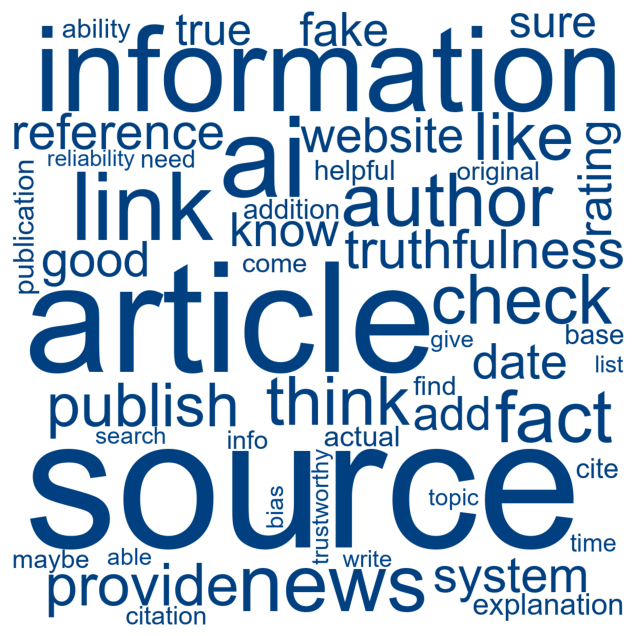 ability true fake sure
information
reference ai website like rating
reliability need helpful original
publication link author
addition know
good truthfulness
come
article check
give base
date list
publish think find add fact
search info actual
source
bias trustworthy topic cite
time
maybe able write
provide news system
citation explanation